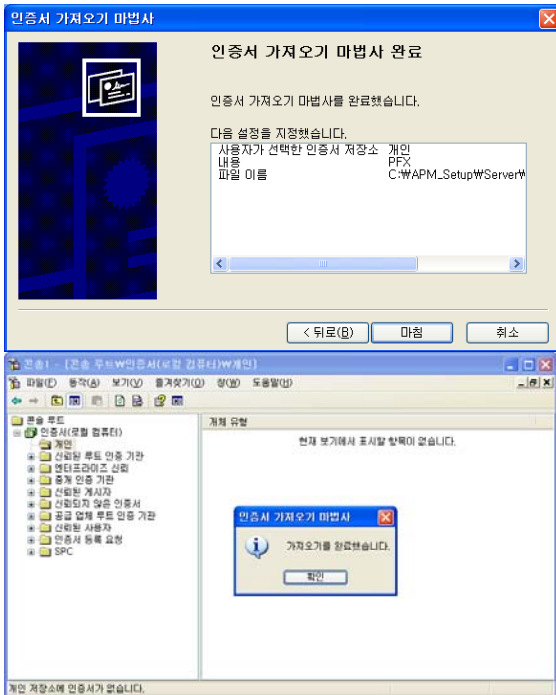 인증서 가져오기 마법사
인증서 가져오기 마법사 완료
인증서 가져오기 마법사를 완료했습니다.
다음 설정을 지정했습니다.
사용자가 선택한 인증서 저장소 개인
내용 PFX
파일 이름 C:₩APM_Setup₩Server₩
< 뒤로(B) 마침 취소
콘솔1 - [콘솔 루트₩인증서(로컬 컴퓨터)₩개인]
파일(F) 동작(A) 보기(V) 즐겨찾기(O) 창(W) 도움말(H)
콘솔 루트
인증서(로컬 컴퓨터)
개인
신뢰된 루트 인증 기관
엔터프라이즈 신뢰
중개 인증 기관
신뢰된 게시자
신뢰되지 않은 인증서
공급 업체 루트 인증 기관
신뢰된 사용자
인증서 등록 요청
SPC
개체 유형
현재 보기에서 표시할 항목이 없습니다.
인증서 가져오기 마법사
가져오기를 완료했습니다.
확인
개인 저장소에 인증서가 없습니다.